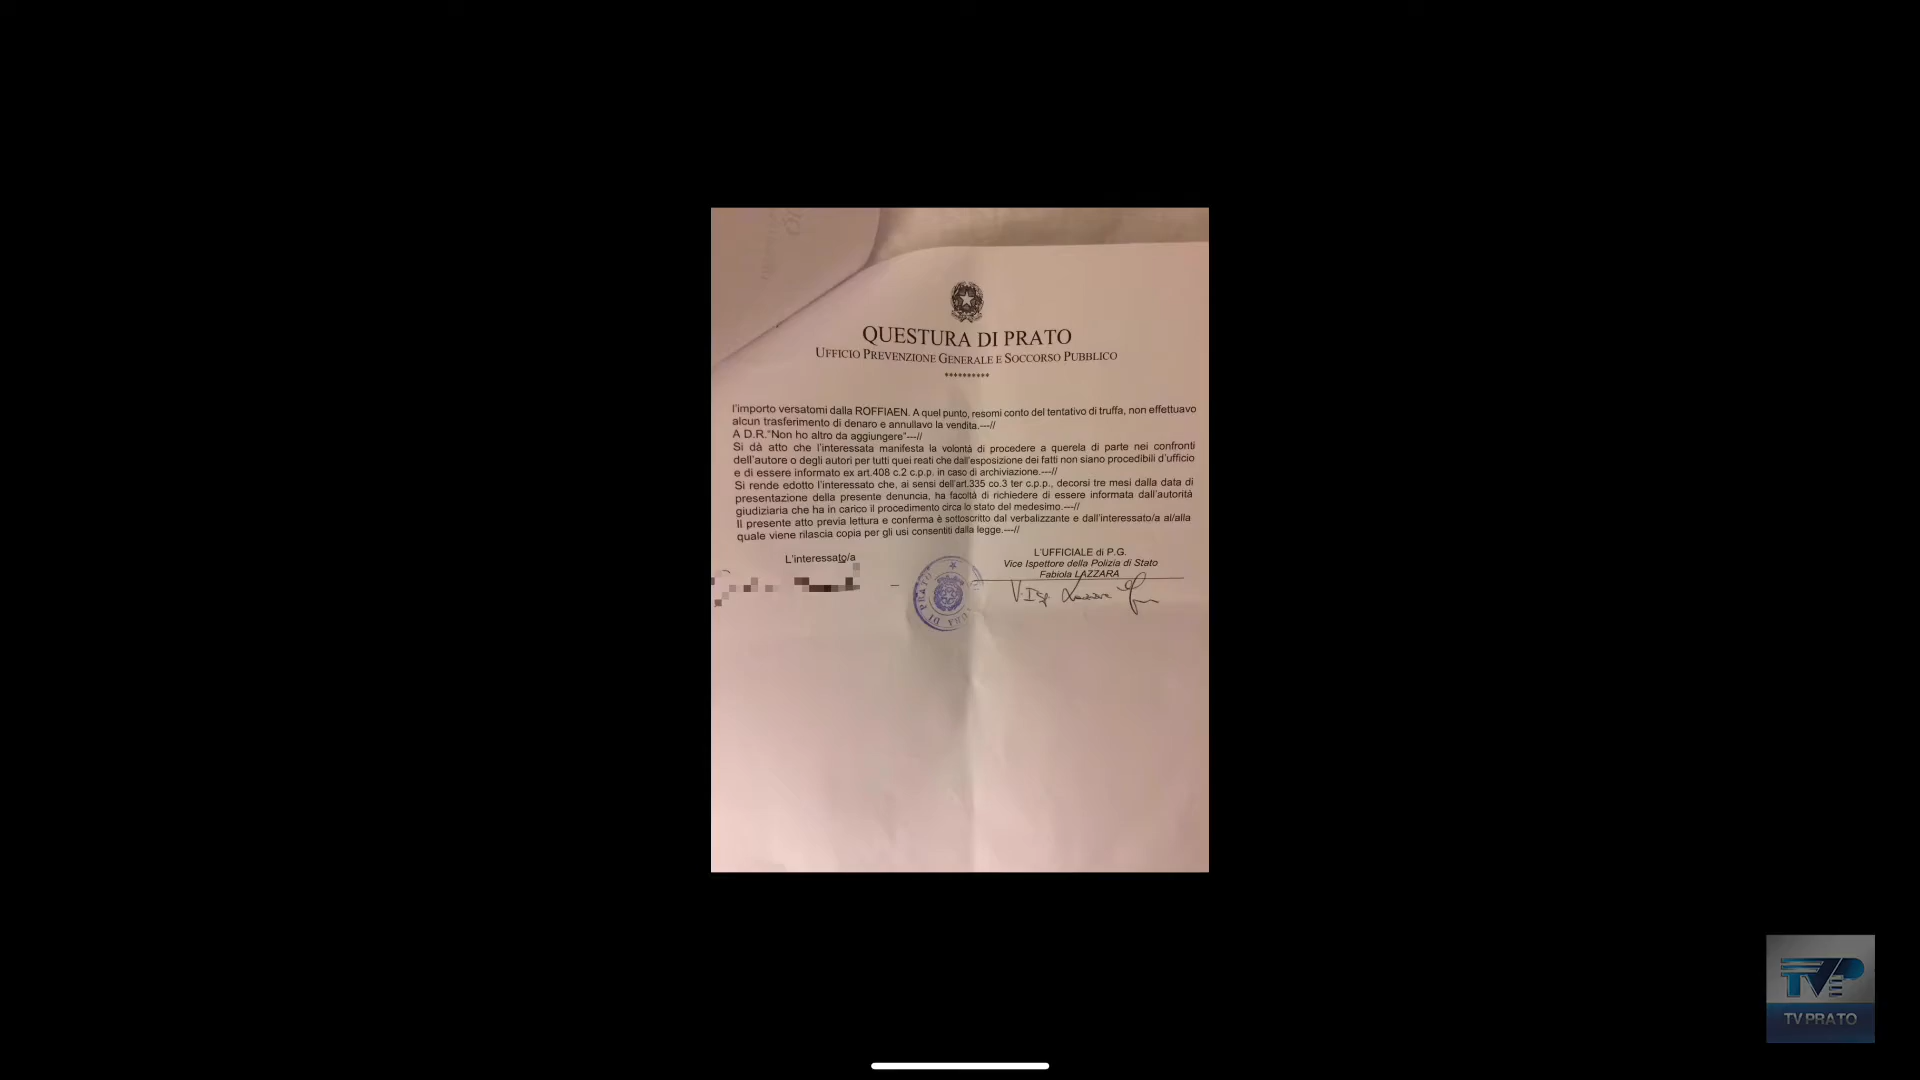 QUESTURA DI PRATO
UFFICIO PREVENZIONE GENERALE E SOCCORSO PUBBLICO
**********
l'importo versatomi dalla ROFFIAEN. A quel punto, resomi conto del tentativo di truffa, non effettuavo
alcun trasferimento di denaro e annullavo la vendita.---//
A D.R."Non ho altro da aggiungere"---//
Si dà atto che l'interessata manifesta la volontà di procedere a querela di parte nei confronti
dell'autore o degli autori per tutti quei reati che dall'esposizione dei fatti non siano procedibili d'ufficio
e di essere informato ex art.408 c.2 c.p.p. in caso di archiviazione.---//
Si rende edotto l'interessato che, ai sensi dell'art.335 co.3 ter c.p.p., decorsi tre mesi dalla data di
presentazione della presente denuncia, ha facoltà di richiedere di essere informata dall'autorità
giudiziaria che ha in carico il procedimento circa lo stato del medesimo.---//
Il presente atto previa lettura e conferma è sottoscritto dal verbalizzante e dall'interessato/a al/alla
quale viene rilascia copia per gli usi consentiti dalla legge.---//
L'interessato/a
L'UFFICIALE di P.G.
Vice Ispettore della Polizia di Stato
Fabiola LAZZARA
V.Isp Lazzara
DI PRATO
TVP
TV PRATO